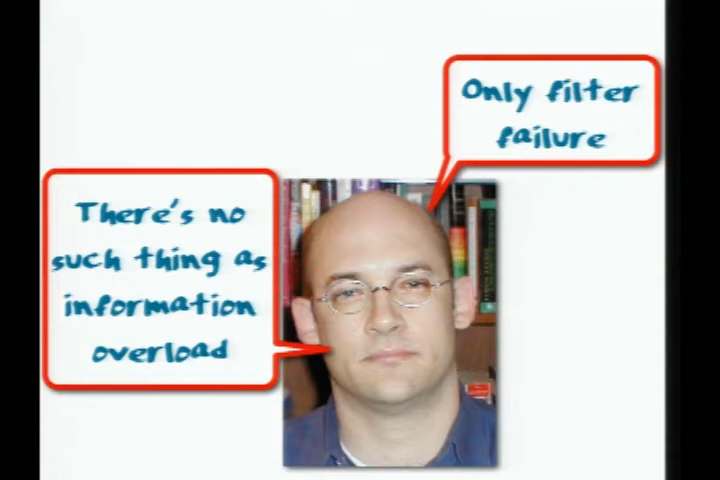 There's no
such thing as
information
overload
Only filter
failure